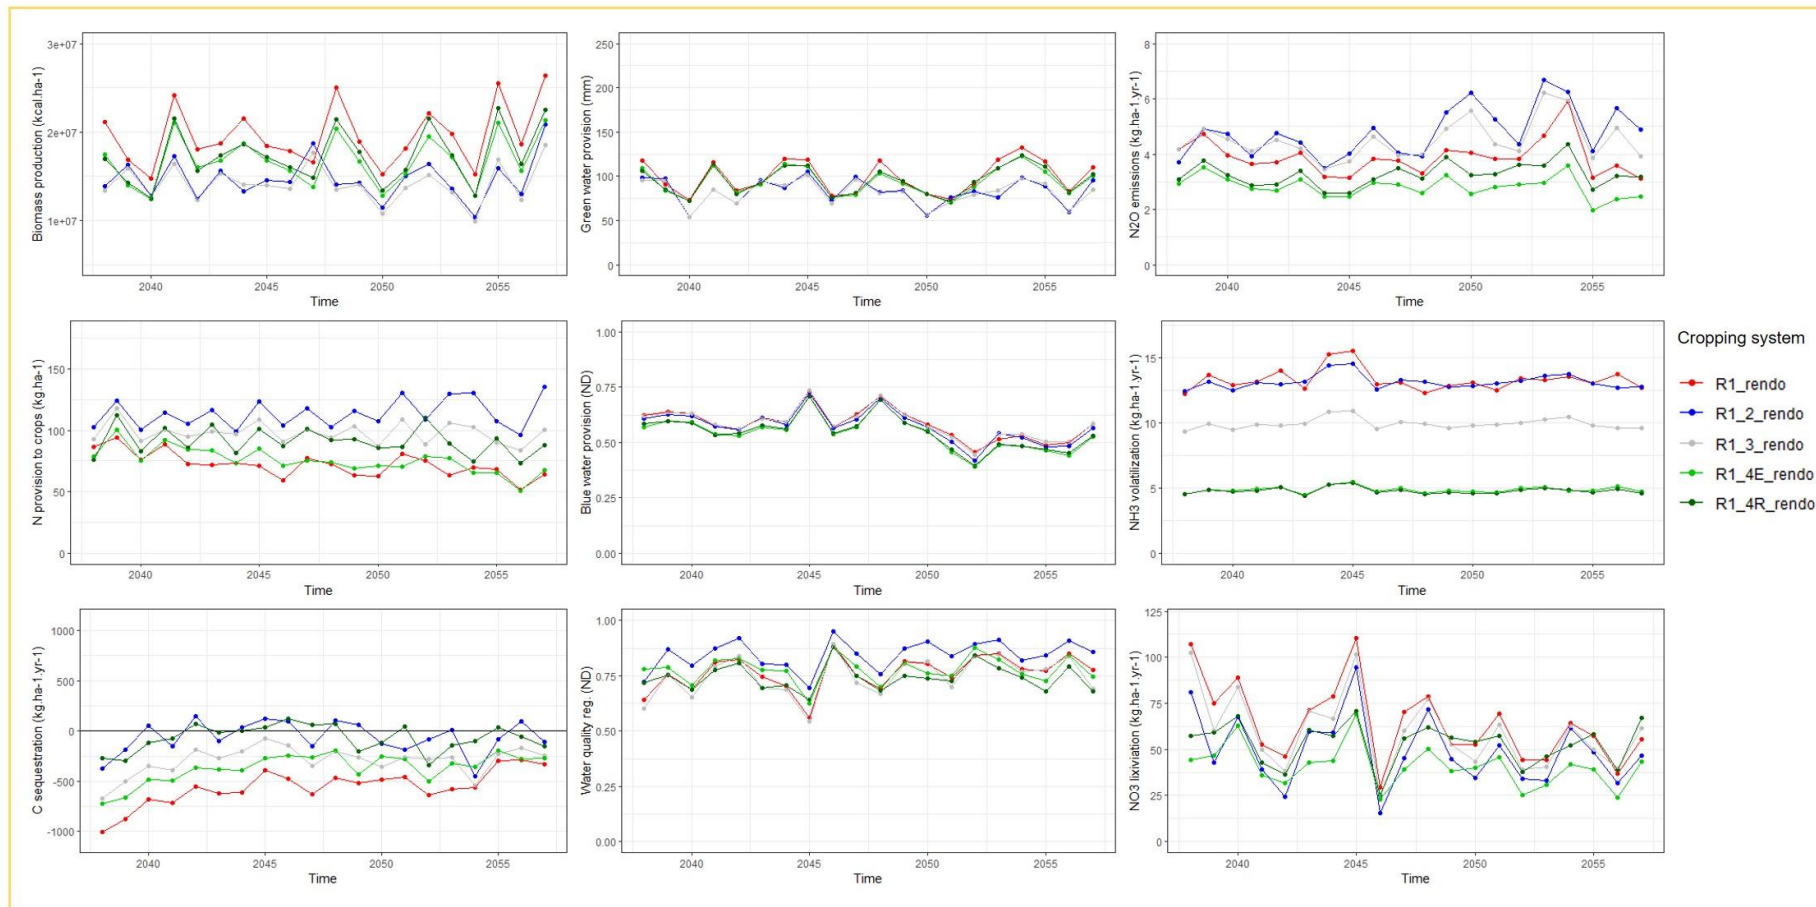 Biomass production (kcal.ha-1)
3e+07
2e+07
1e+07
2040 2045 2050 2055
Time
Green water provision (mm)
250
200
150
100
50
0
2040 2045 2050 2055
Time
N2O emissions (kg.ha-1.yr-1)
8
6
4
2
0
2040 2045 2050 2055
Time
N provision to crops (kg.ha-1)
150
100
50
0
2040 2045 2050 2055
Time
Blue water provision (ND)
1.00
0.75
0.50
0.25
0.00
2040 2045 2050 2055
Time
NH3 volatilization (kg.ha-1.yr-1)
15
10
5
0
2040 2045 2050 2055
Time
C sequestration (kg.ha-1.yr-1)
1000
500
0
-500
-1000
2040 2045 2050 2055
Time
Water quality reg. (ND)
1.00
0.75
0.50
0.25
0.00
2040 2045 2050 2055
Time
NO3 lixiviation (kg.ha-1.yr-1)
125
100
75
50
25
0
2040 2045 2050 2055
Time
Cropping system
R1_rendo
R1_2_rendo
R1_3_rendo
R1_4E_rendo
R1_4R_rendo